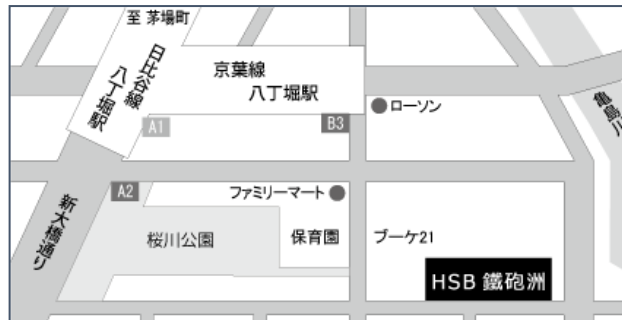 至 茅場町
日比谷線
八丁堀駅
京葉線
八丁堀駅
A1
B3
ローソン
亀島川
A2
ファミリーマート
新大橋通り
桜川公園
保育園
ブーケ21
HSB 鐵砲洲